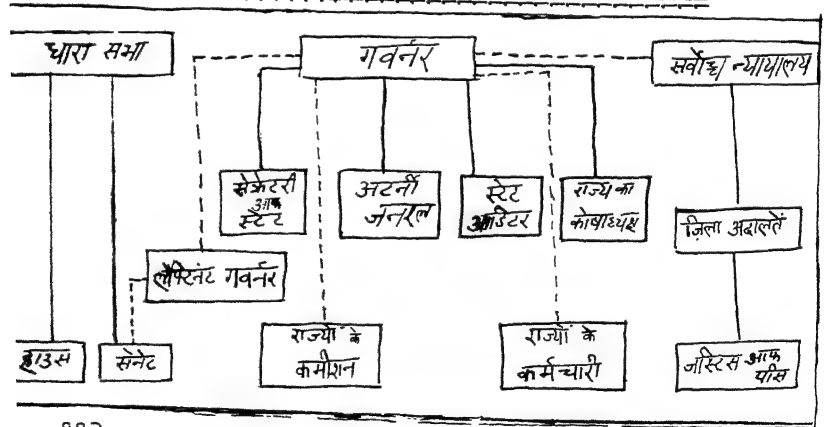 धारा सभा
गवर्नर
सर्वोच्च न्यायालय
सेक्रेटरी
आफ
स्टेट
अटर्नी
जनरल
स्टेट
आडिटर
राज्य का
कोषाध्यक्ष
ज़िला अदालतें
लेफ्टिनेंट गवर्नर
हाउस
सेनेट
राज्यों के
कमीशन
राज्यों के
कर्मचारी
जस्टिस आफ
पीस